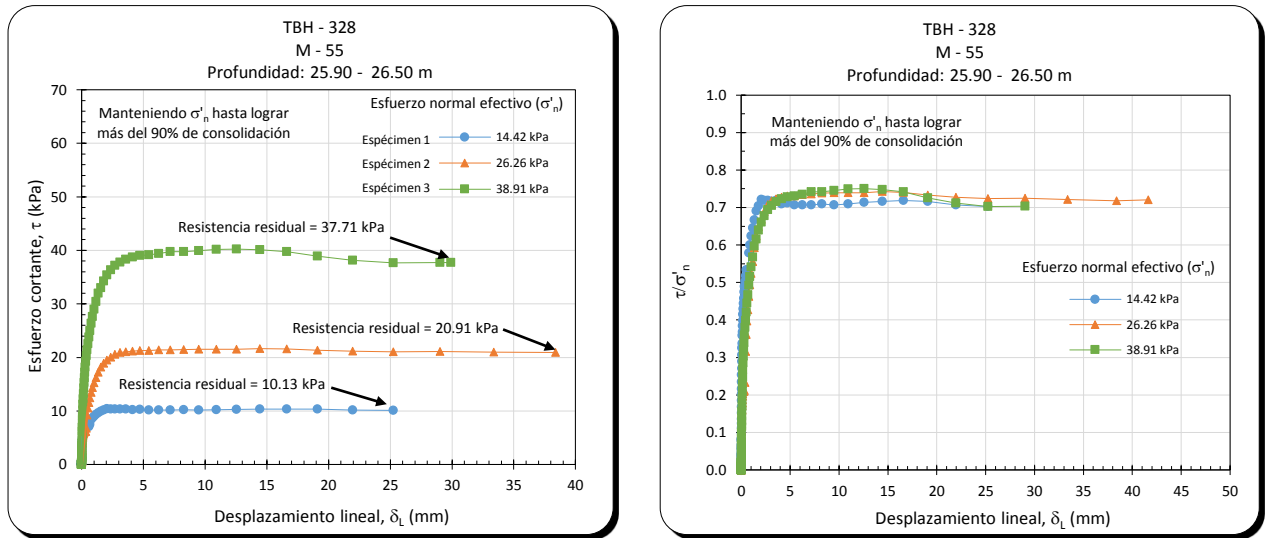 TBH - 328
M - 55
Profundidad: 25.90 - 26.50 m
Manteniendo σ'n hasta lograr
más del 90% de consolidación
Esfuerzo normal efectivo (σ'n)
Espécimen 1 14.42 kPa
Espécimen 2 26.26 kPa
Espécimen 3 38.91 kPa
Resistencia residual = 37.71 kPa
Resistencia residual = 20.91 kPa
Resistencia residual = 10.13 kPa
Esfuerzo cortante, τ (kPa)
70
60
50
40
30
20
10
0
0 5 10 15 20 25 30 35 40
Desplazamiento lineal, δL (mm)
TBH - 328
M - 55
Profundidad: 25.90 - 26.50 m
Manteniendo σ'n hasta lograr
más del 90% de consolidación
Esfuerzo normal efectivo (σ'n)
14.42 kPa
26.26 kPa
38.91 kPa
τ/σ'n
1.0
0.9
0.8
0.7
0.6
0.5
0.4
0.3
0.2
0.1
0.0
0 5 10 15 20 25 30 35 40 45 50
Desplazamiento lineal, δL (mm)